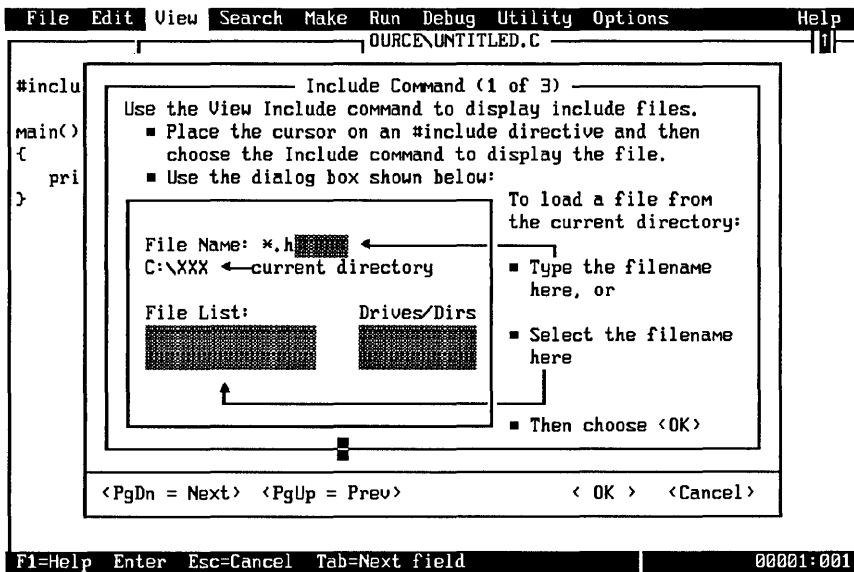 File Edit View Search Make Run Debug Utility Options Help
OURCE\UNTITLED.C
#inclu
Include Command (1 of 3)
Use the View Include command to display include files.
main()
■ Place the cursor on an #include directive and then
{
choose the Include command to display the file.
pri
■ Use the dialog box shown below:
}
To load a file from
the current directory:
File Name: *.h
C:\XXX ← current directory
■ Type the filename
here, or
File List: Drives/Dirs
■ Select the filename
here
■ Then choose <OK>
<PgDn = Next> <PgUp = Prev> < OK > <Cancel>
F1=Help Enter Esc=Cancel Tab=Next field 00001:001